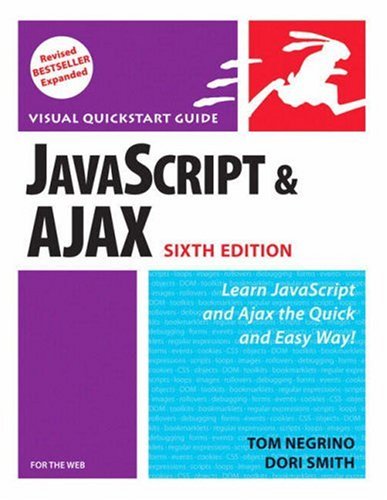 Revised
BESTSELLER
Expanded
VISUAL QUICKSTART GUIDE
JAVASCRIPT &
AJAX SIXTH EDITION
Learn JavaScript
and Ajax the Quick
and Easy Way!
TOM NEGRINO
DORI SMITH
FOR THE WEB